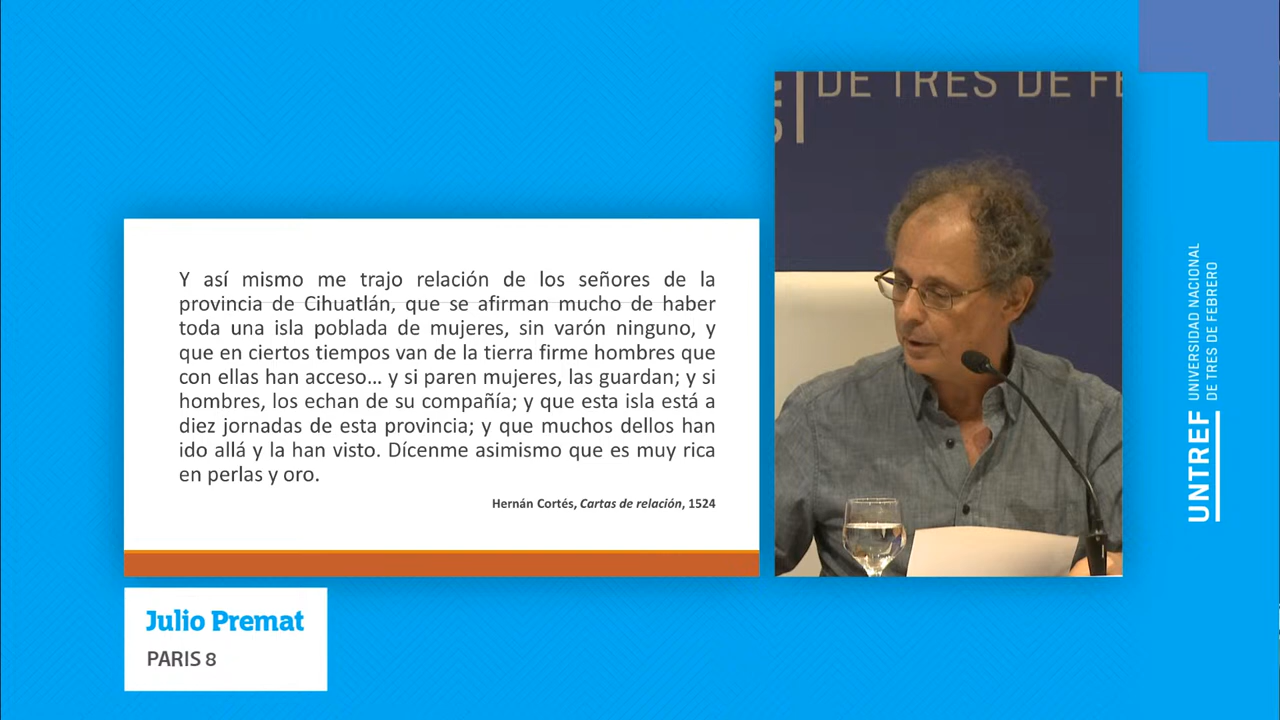 DE TRES DE FE
Y así mismo me trajo relación de los señores de la
provincia de Cihuatlán, que se afirman mucho de haber
toda una isla poblada de mujeres, sin varón ninguno, y
que en ciertos tiempos van de la tierra firme hombres que
con ellas han acceso… y si paren mujeres, las guardan; y si
hombres, los echan de su compañía; y que esta isla está a
diez jornadas de esta provincia; y que muchos dellos han
ido allá y la han visto. Dícenme asimismo que es muy rica
en perlas y oro.
Hernán Cortés, Cartas de relación, 1524
Julio Premat
PARIS 8
UNTREF
UNIVERSIDAD NACIONAL
DE TRES DE FEBRERO